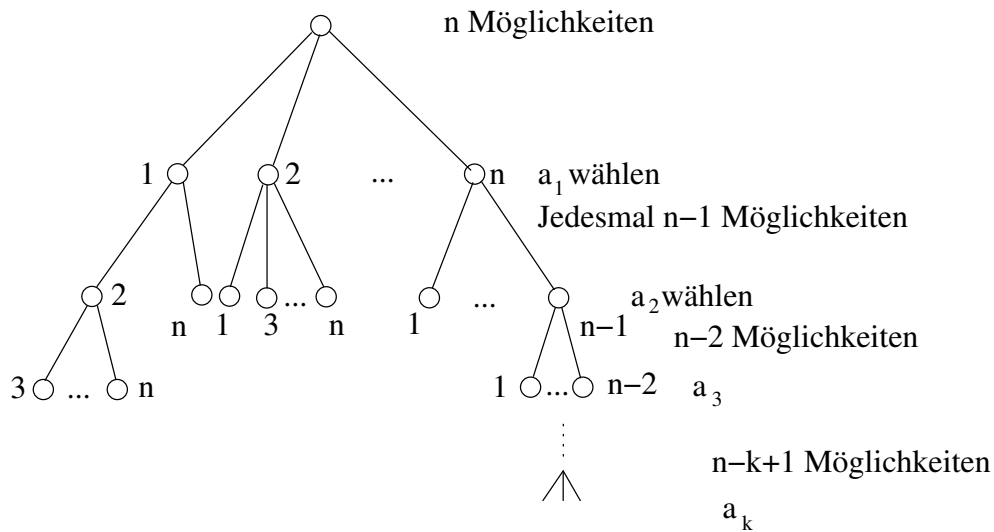 n Möglichkeiten
1 2 ... n a₁ wählen
Jedesmal n−1 Möglichkeiten
2 n 1 3 ... n 1 ... n−1 a₂ wählen
n−2 Möglichkeiten
3 ... n 1 ... n−2 a₃
n−k+1 Möglichkeiten
aₖ